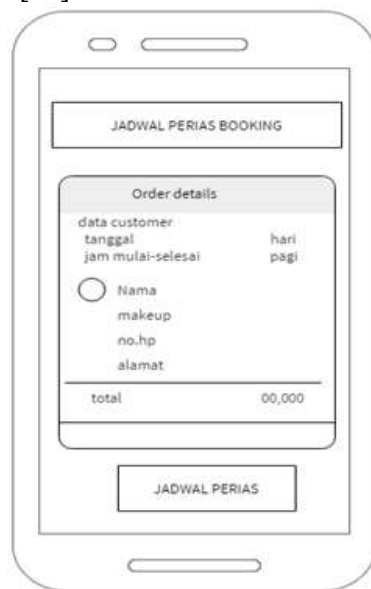 JADWAL PERIAS BOOKING
Order details
data customer
tanggal hari
jam mulai-selesai pagi
Nama
makeup
no.hp
alamat
total 00,000
JADWAL PERIAS